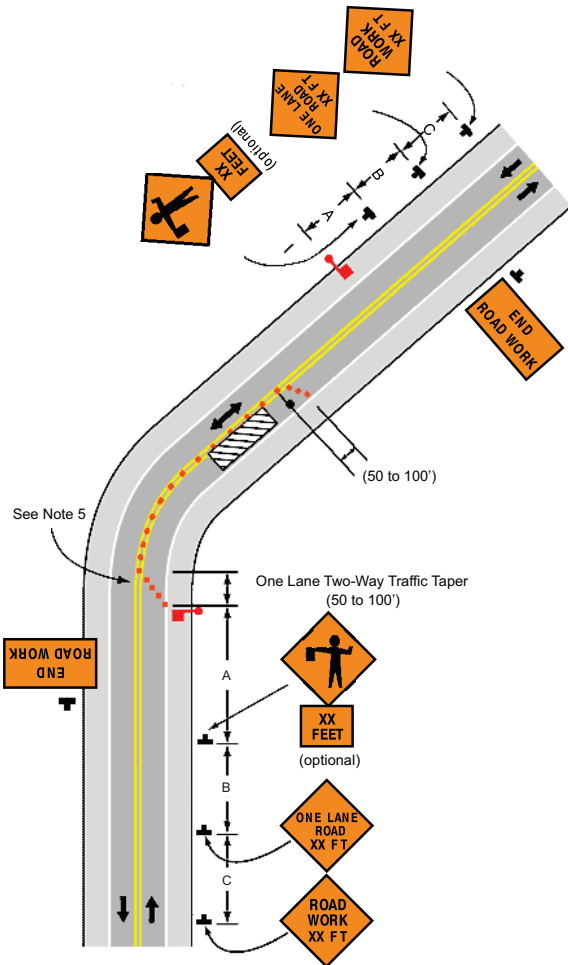 ROAD
WORK
XX FT
ONE LANE
ROAD
XX FT
XX
FEET
(optional)
C
B
A
END
ROAD WORK
(50 to 100')
See Note 5
One Lane Two-Way Traffic Taper
(50 to 100')
END
ROAD WORK
A
XX
FEET
(optional)
B
ONE LANE
ROAD
XX FT
C
ROAD
WORK
XX FT